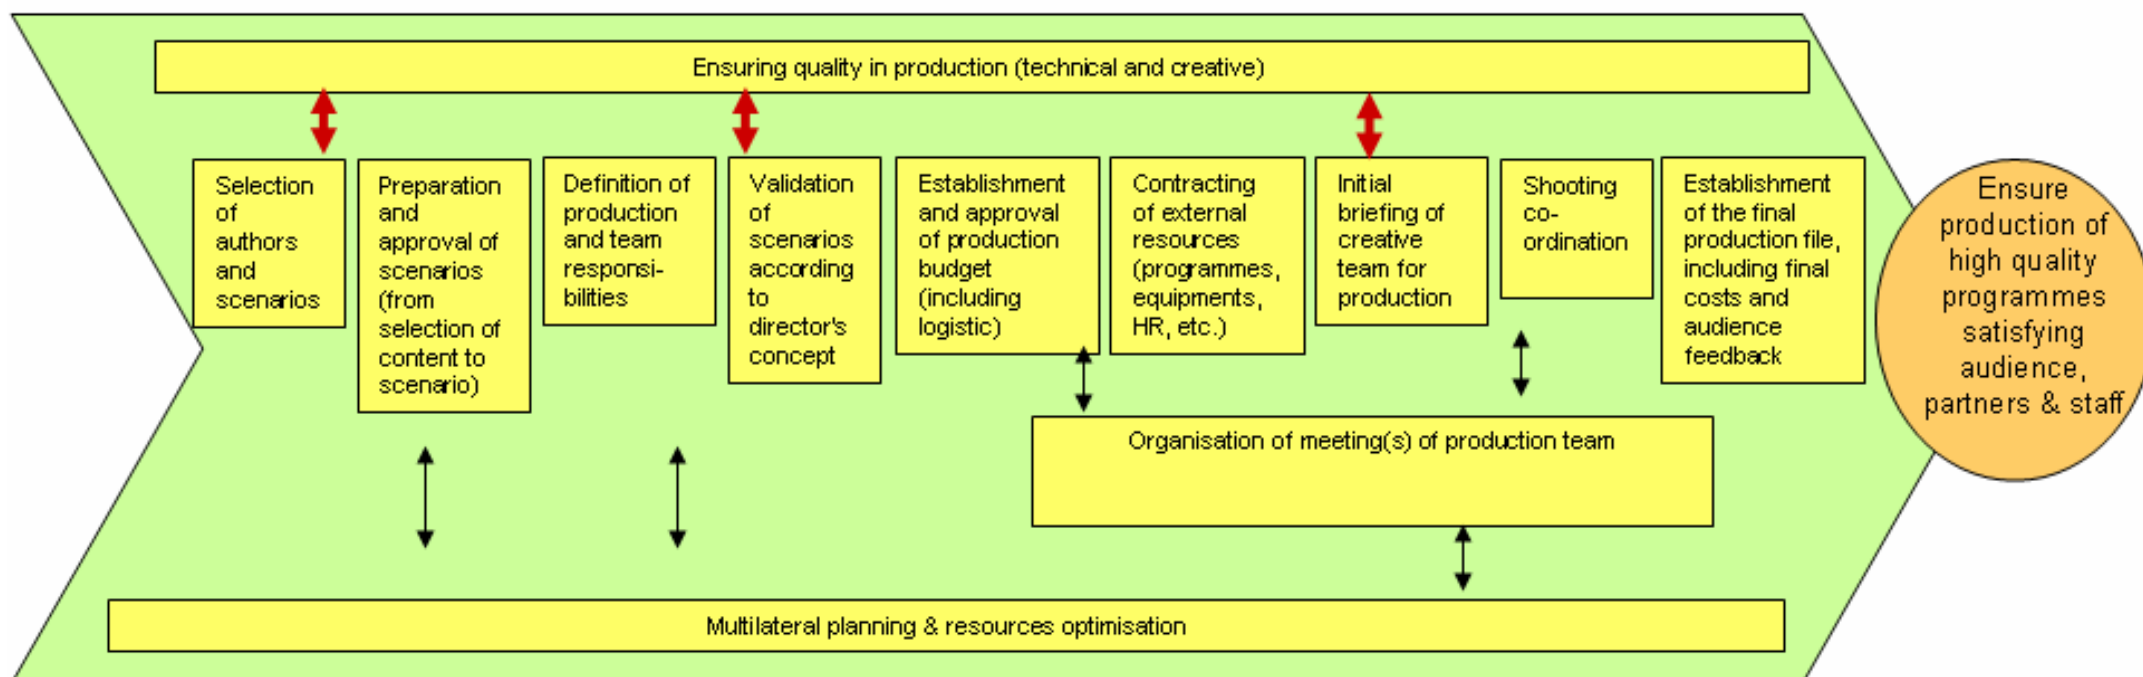 Ensuring quality in production (technical and creative)
Selection
of
authors
and
scenarios
Preparation
and
approval of
scenarios
(from
selection of
content to
scenario)
Definition of
production
and team
responsi-
bilities
Validation
of
scenarios
according
to
director's
concept
Establishment
and approval
of production
budget
(including
logistic)
Contracting
of external
resources
(programmes,
equipments,
HR, etc.)
Initial
briefing of
creative
team for
production
Shooting
co-
ordination
Establishment
of the final
production file,
including final
costs and
audience
feedback
Ensure
production of
high quality
programmes
satisfying
audience,
partners & staff
Organisation of meeting(s) of production team
Multilateral planning & resources optimisation